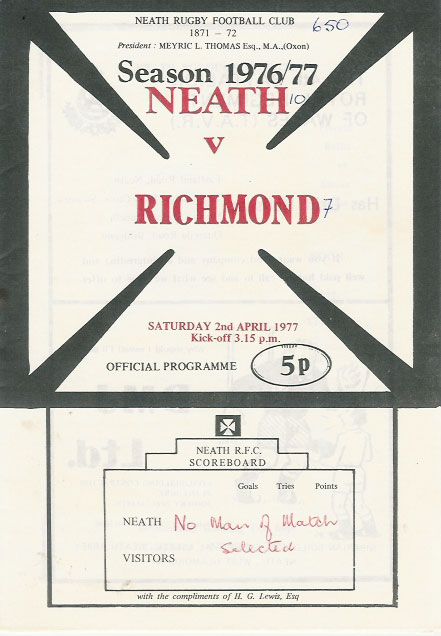 NEATH RUGBY FOOTBALL CLUB
1871 – 72
650
President : MEYRIC L. THOMAS Esq., M.A.,(Oxon)
Season 1976/77
NEATH 10
v
RICHMOND 7
SATURDAY 2nd APRIL 1977
Kick-off 3.15 p.m.
OFFICIAL PROGRAMME 5p
NEATH R.F.C.
SCOREBOARD
Goals Tries Points
NEATH No Man of Match
Selected
VISITORS
with the compliments of H. G. Lewis, Esq